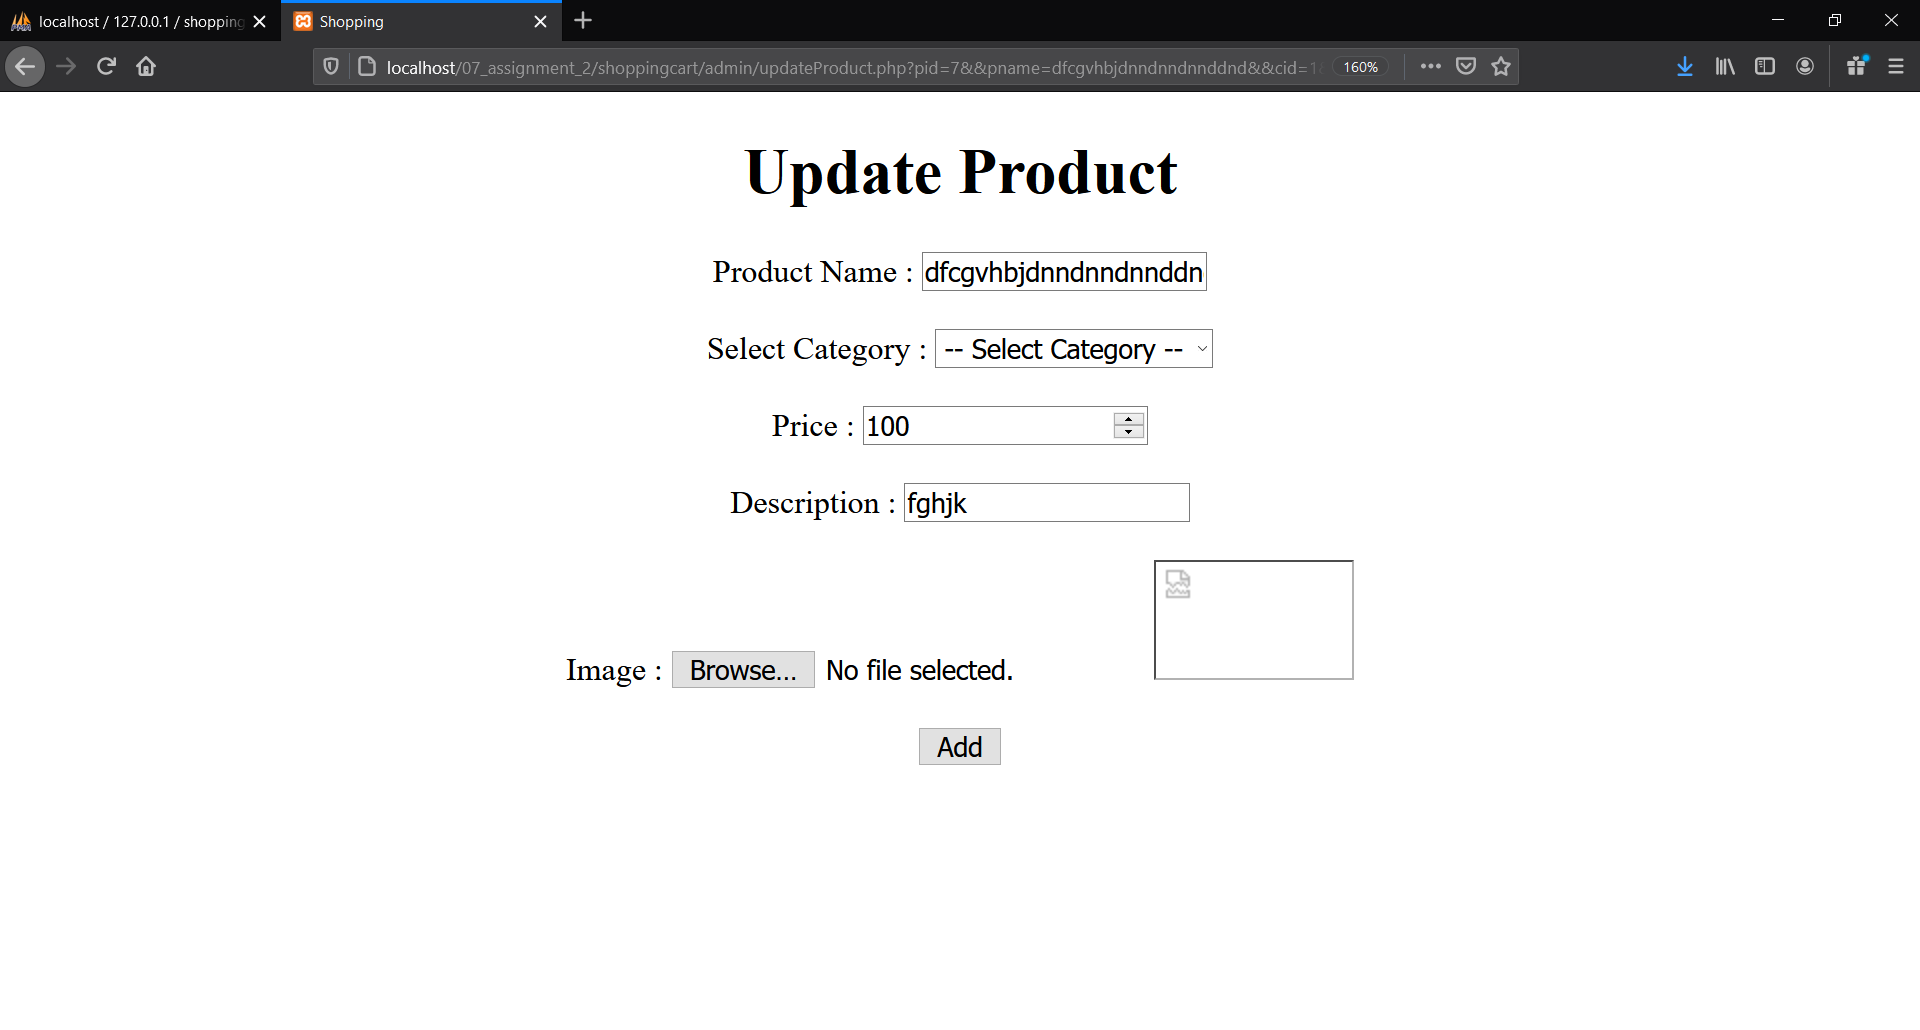 localhost / 127.0.0.1 / shopping
Shopping
localhost/07_assignment_2/shoppingcart/admin/updateProduct.php?pid=7&&pname=dfcgvhbjdnndnndnnddnd&&cid=1
160%
Update Product
Product Name : dfcgvhbjdnndnndnnddn
Select Category : -- Select Category --
Price : 100
Description : fghjk
Image : Browse... No file selected.
Add